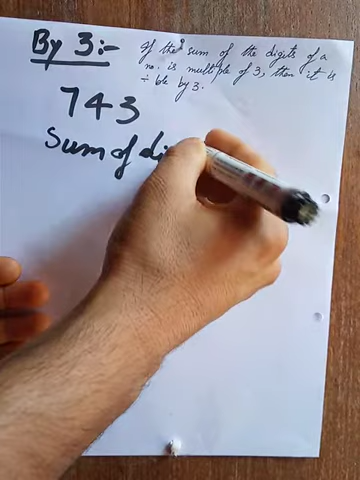 By 3:-
If the sum of the digits of a
no. is multiple of 3, then it is
÷ ble by 3.
743
Sum of di